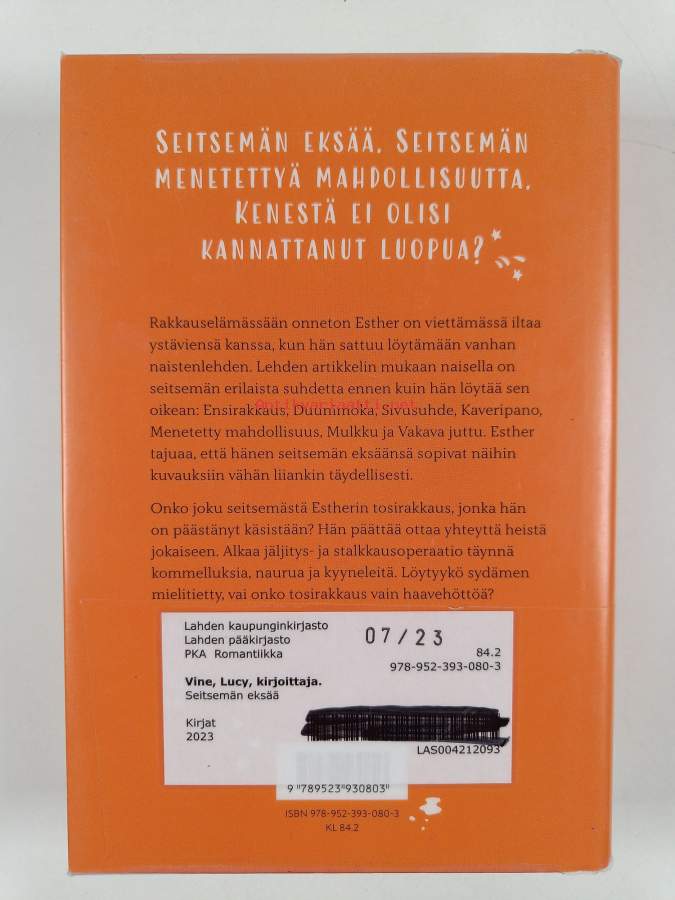 SEITSEMÄN EKSÄÄ. SEITSEMÄN
MENETETTYÄ MAHDOLLISUUTTA.
KENESTÄ EI OLISI
KANNATTANUT LUOPUA?
Rakkauselämässään onneton Esther on viettämässä iltaa
ystäviensä kanssa, kun hän sattuu löytämään vanhan
naistenlehden. Lehden artikkelin mukaan naisella on
seitsemän erilaista suhdetta ennen kuin hän löytää sen
oikean: Ensirakkaus, Duunimoka, Sivusuhde, Kaveripano,
Antikvariaatti.net
Menetetty mahdollisuus, Mulkku ja Vakava juttu. Esther
tajuaa, että hänen seitsemän eksäänsä sopivat näihin
kuvauksiin vähän liiankin täydellisesti.
Onko joku seitsemästä Estherin tosirakkaus, jonka hän
on päästänyt käsistään? Hän päättää ottaa yhteyttä heistä
jokaiseen. Alkaa jäljitys- ja stalkkausoperaatio täynnä
kommelluksia, naurua ja kyyneleitä. Löytyykö sydämen
mielitietty, vai onko tosirakkaus vain haavehöttöä?
Lahden kaupunginkirjasto
Lahden pääkirjasto
07/23
PKA Romantiikka
84.2
978-952-393-080-3
Vine, Lucy, kirjoittaja.
Seitsemän eksää
Kirjat
2023
LAS004212093
9 789523 930803
ISBN 978-952-393-080-3
KL 84.2